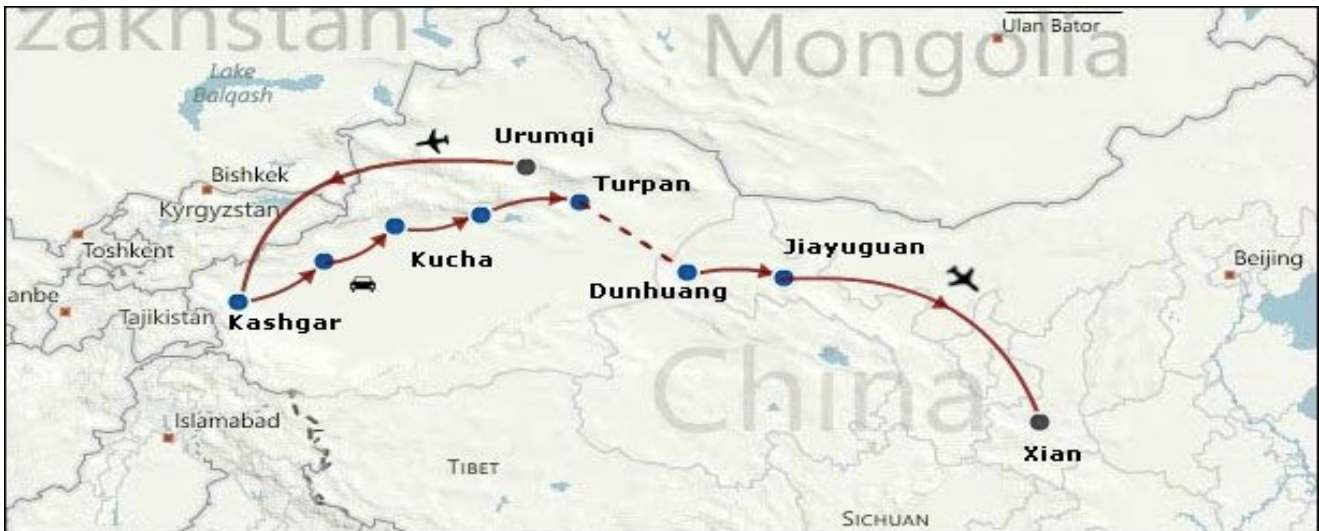 zakhstan
Mongolia
Ulan Bator
Lake
Balqash
Urumqi
Bishkek
Turpan
Kyrgyzstan
Toshkent
Kucha
Jiayuguan
Beijing
Dunhuang
anbe
Tajikistan
Kashgar
China
Islamabad
Xian
TIBET
SICHUAN